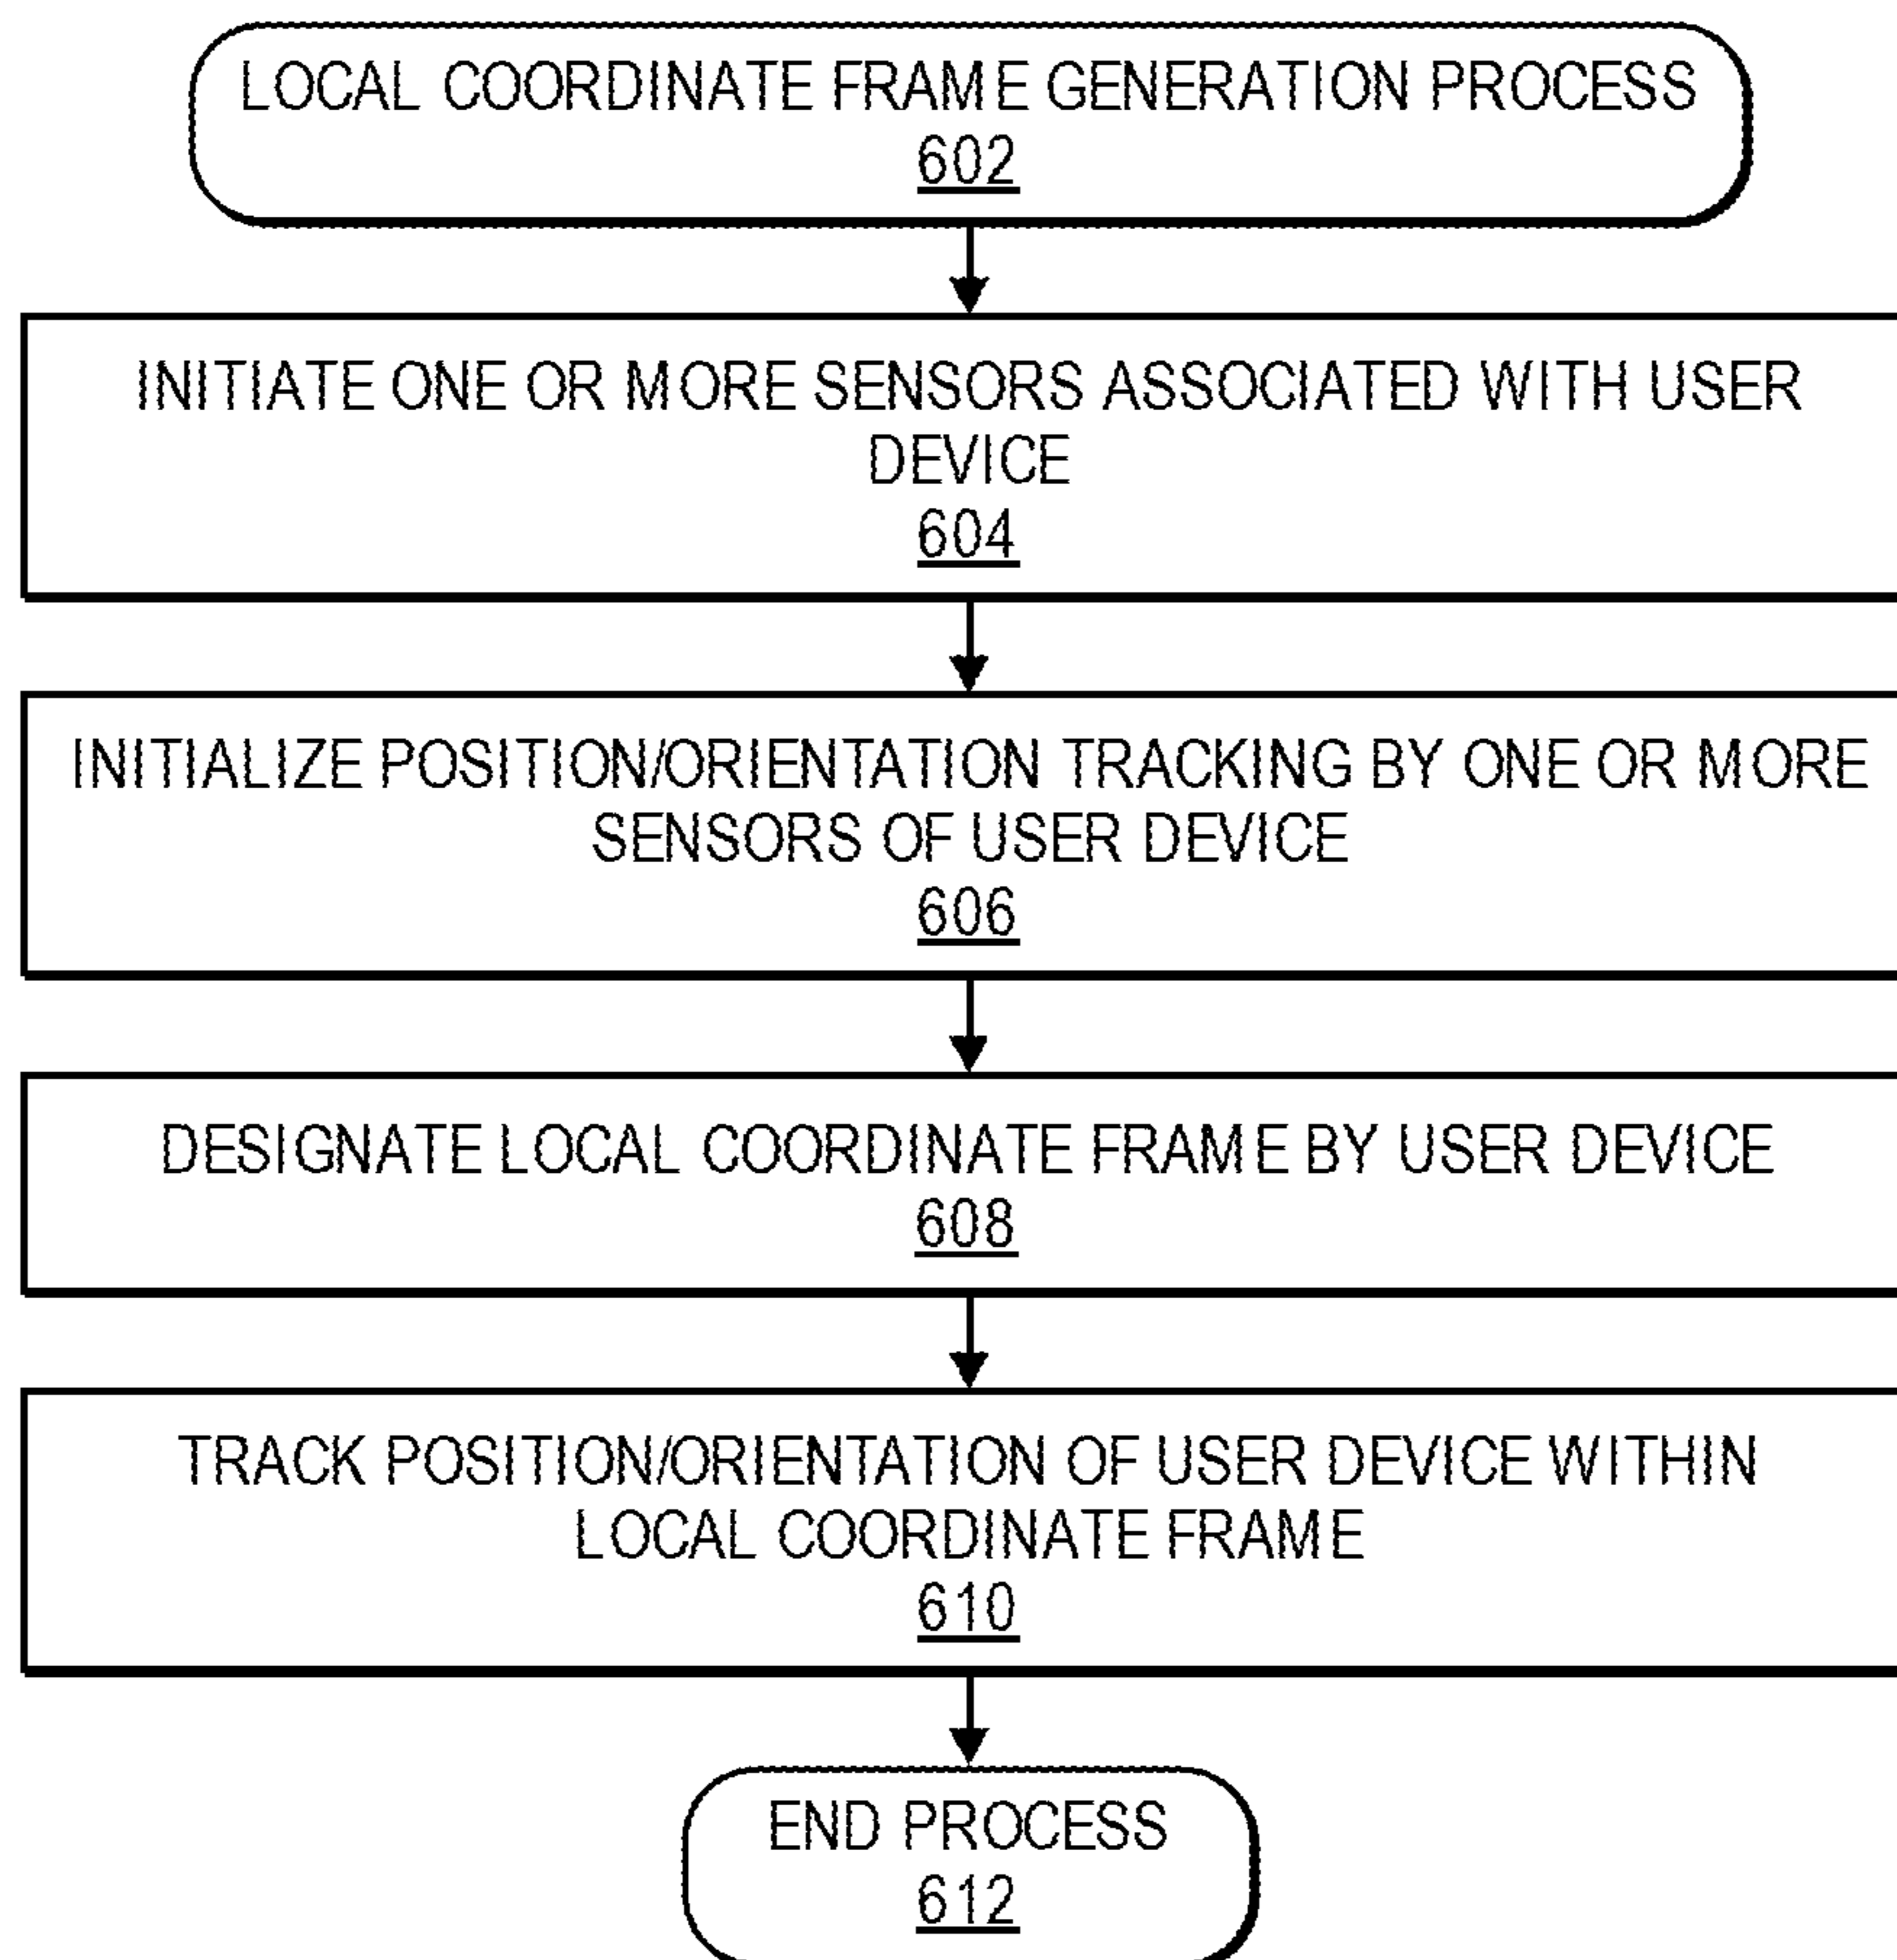 LOCAL COORDINATE FRAME GENERATION PROCESS
602
INITIATE ONE OR MORE SENSORS ASSOCIATED WITH USER
DEVICE
604
INITIALIZE POSITION/ORIENTATION TRACKING BY ONE OR MORE
SENSORS OF USER DEVICE
606
DESIGNATE LOCAL COORDINATE FRAME BY USER DEVICE
608
TRACK POSITION/ORIENTATION OF USER DEVICE WITHIN
LOCAL COORDINATE FRAME
610
END PROCESS
612